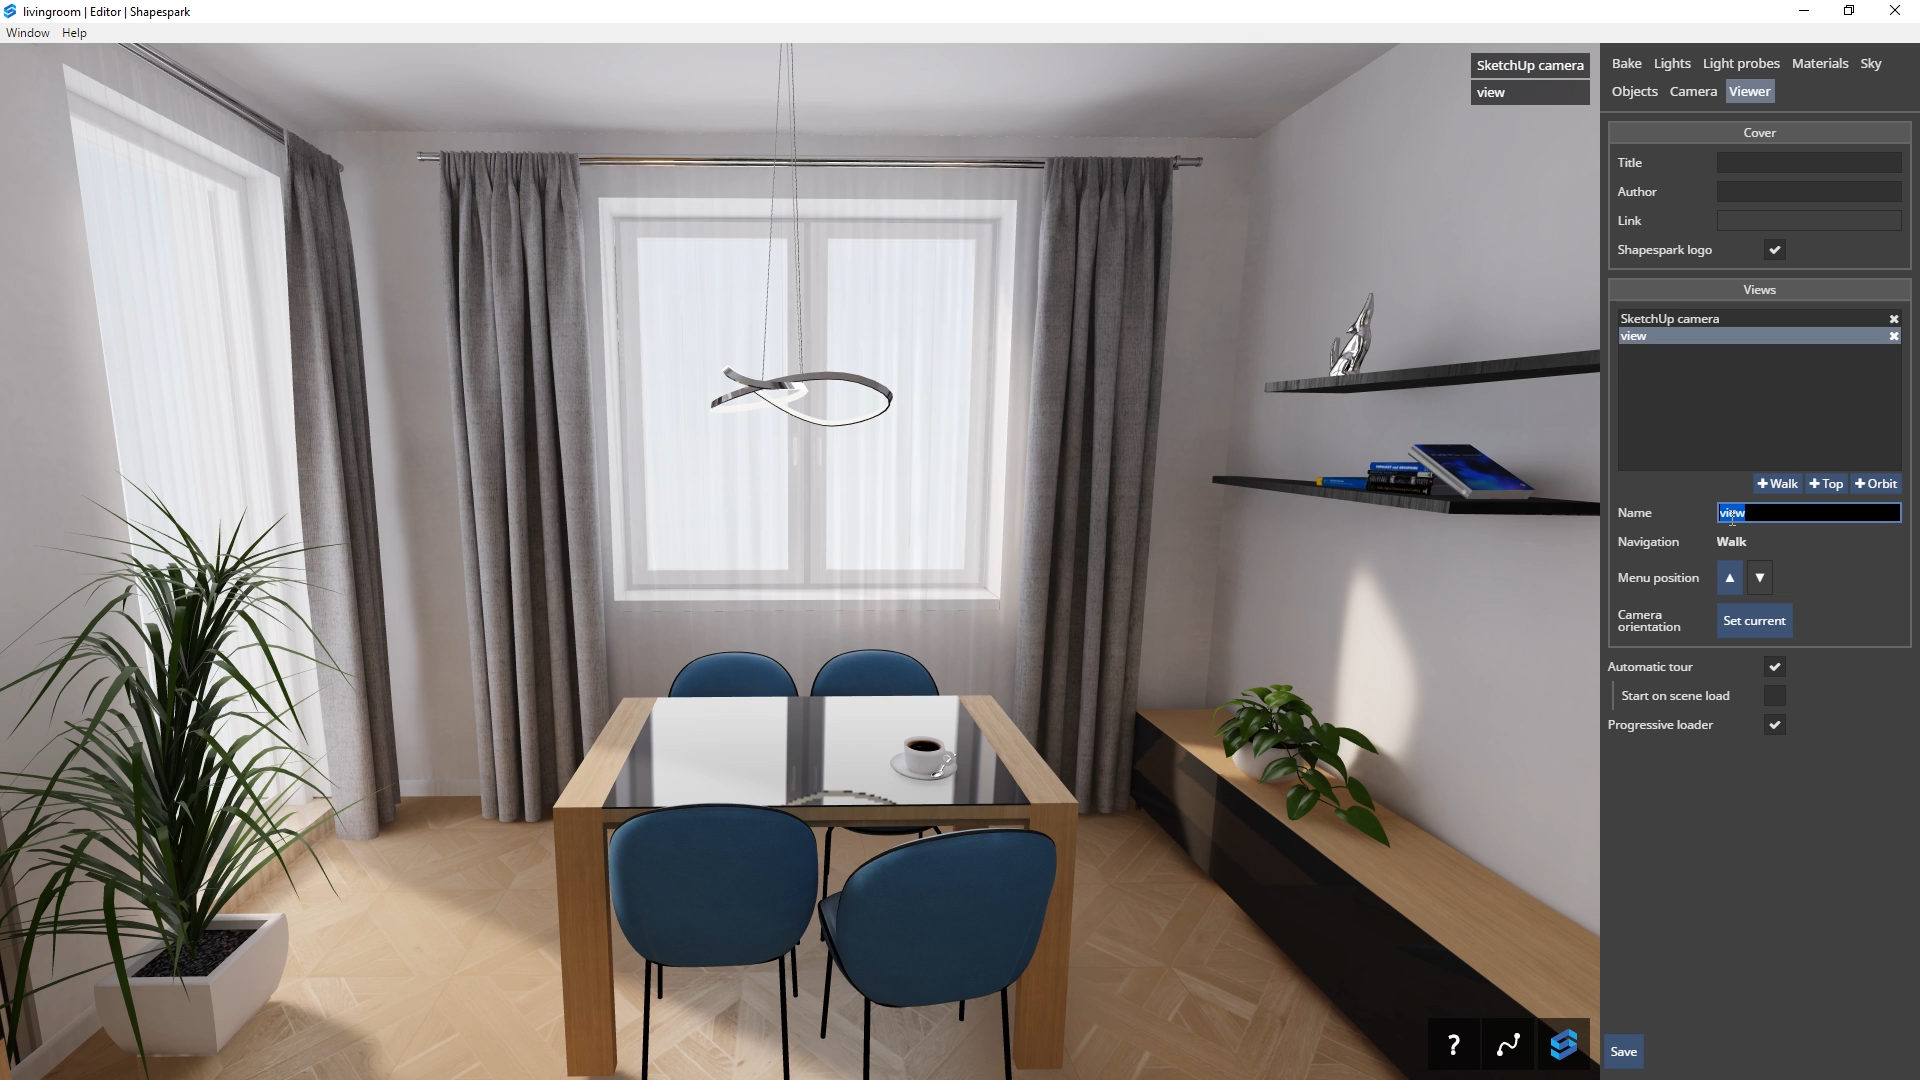 livingroom | Editor | Shapespark
Window Help
SketchUp camera
view
Bake Lights Light probes Materials Sky
Objects Camera Viewer
Cover
Title
Author
Link
Shapespark logo
Views
SketchUp camera
view
Walk Top Orbit
Name view
Navigation Walk
Menu position
Camera
orientation
Set current
Automatic tour
Start on scene load
Progressive loader
?
Save